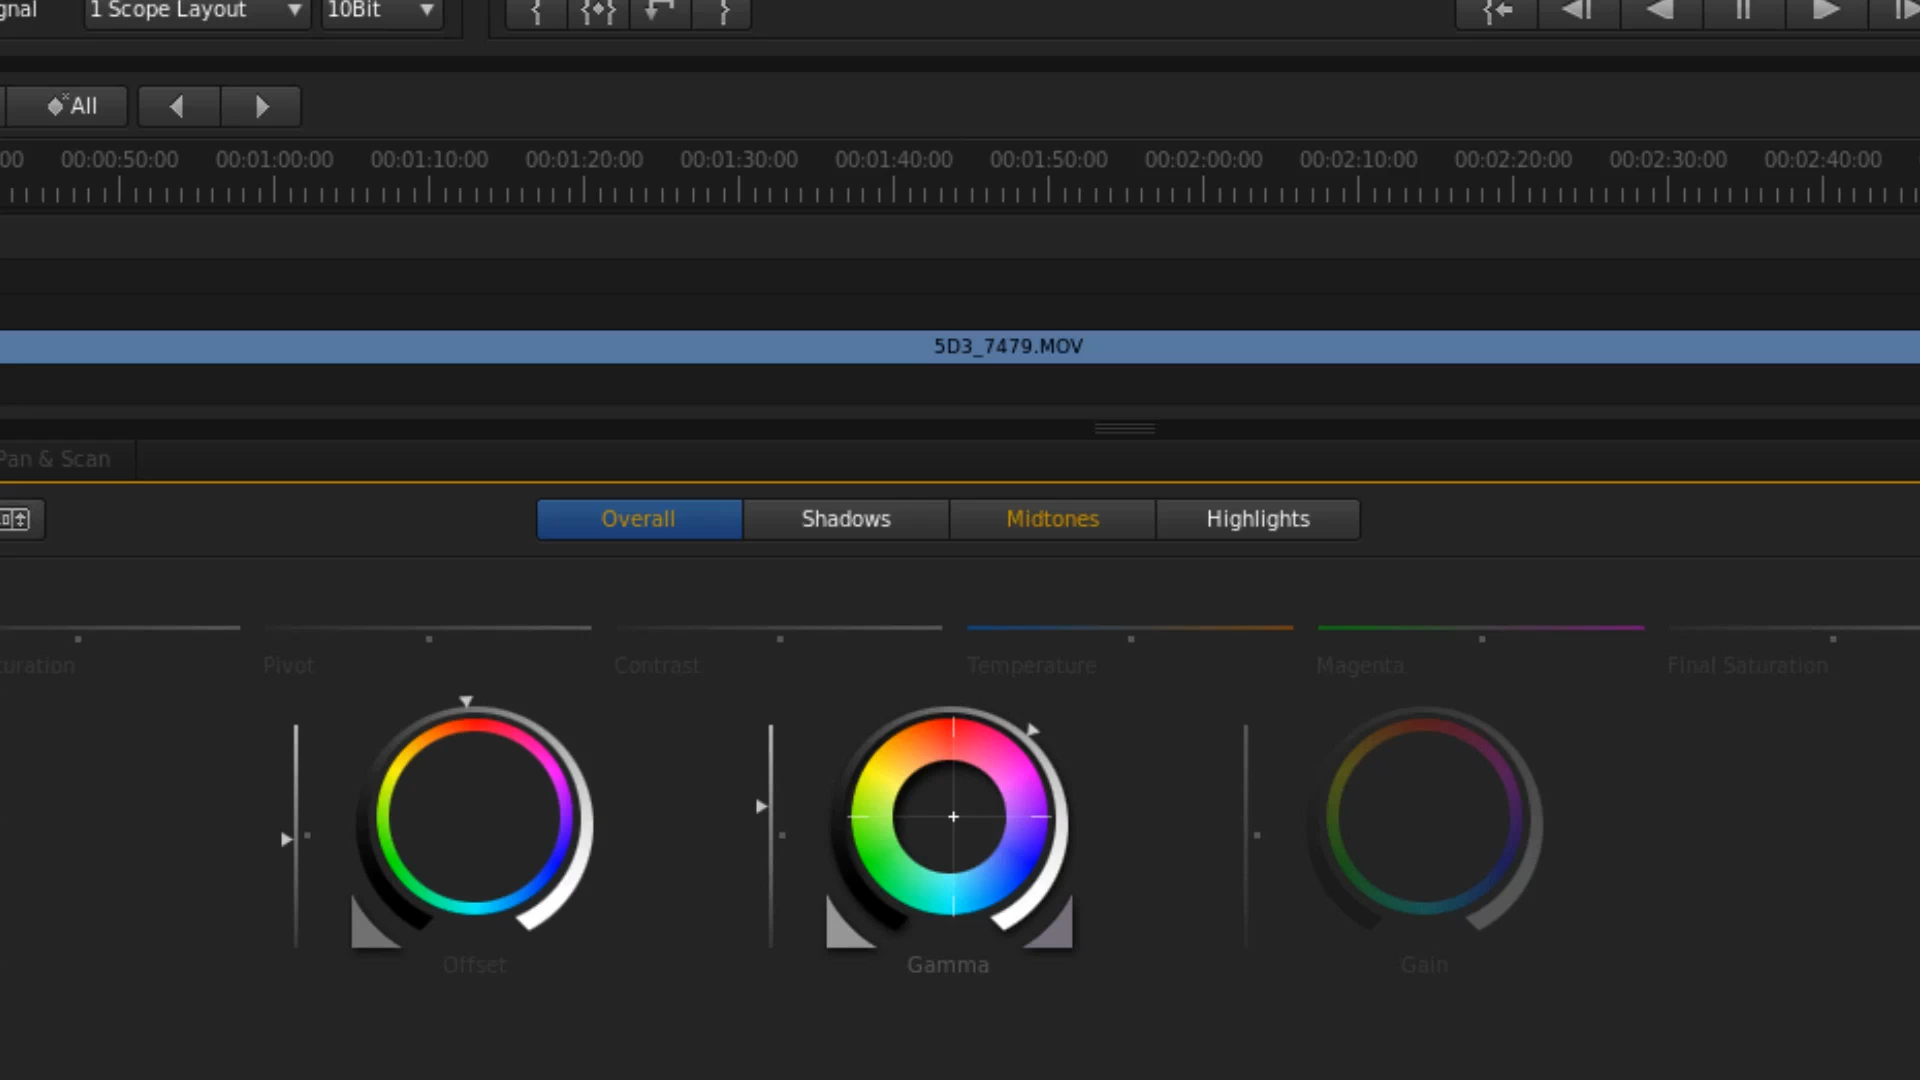 gnal 1 Scope Layout 10Bit
All
00 00:00:50:00 00:01:00:00 00:01:10:00 00:01:20:00 00:01:30:00 00:01:40:00 00:01:50:00 00:02:00:00 00:02:10:00 00:02:20:00 00:02:30:00 00:02:40:00
5D3_7479.MOV
Pan & Scan
Overall Shadows Midtones Highlights
turation Pivot Contrast Temperature Magenta Final Saturation
Offset Gamma Gain